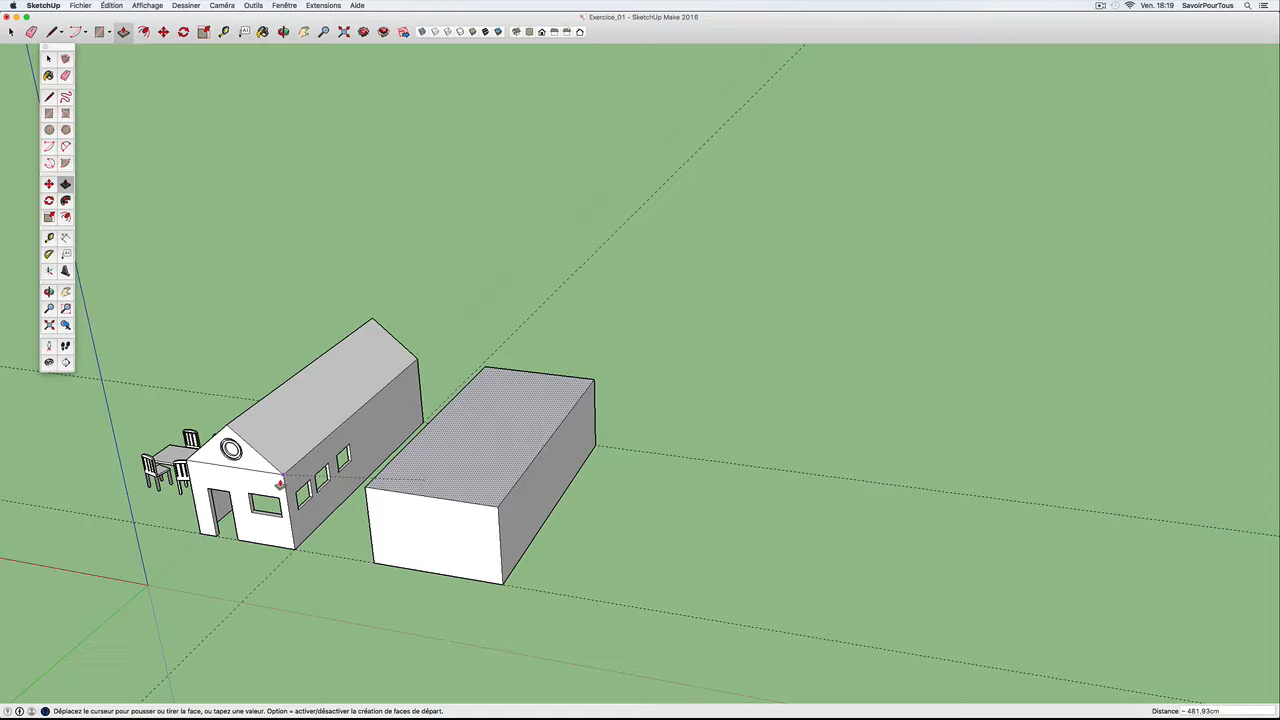 SketchUp Fichier Édition Affichage Dessiner Caméra Outils Fenêtre Extensions Aide Ven. 18:19 SavoirPourTous
Exercice_01 - SketchUp Make 2016
Déplacez le curseur pour pousser ou tirer la face, ou tapez une valeur. Option = activer/désactiver la création de faces de départ. Distance ~ 481,93cm